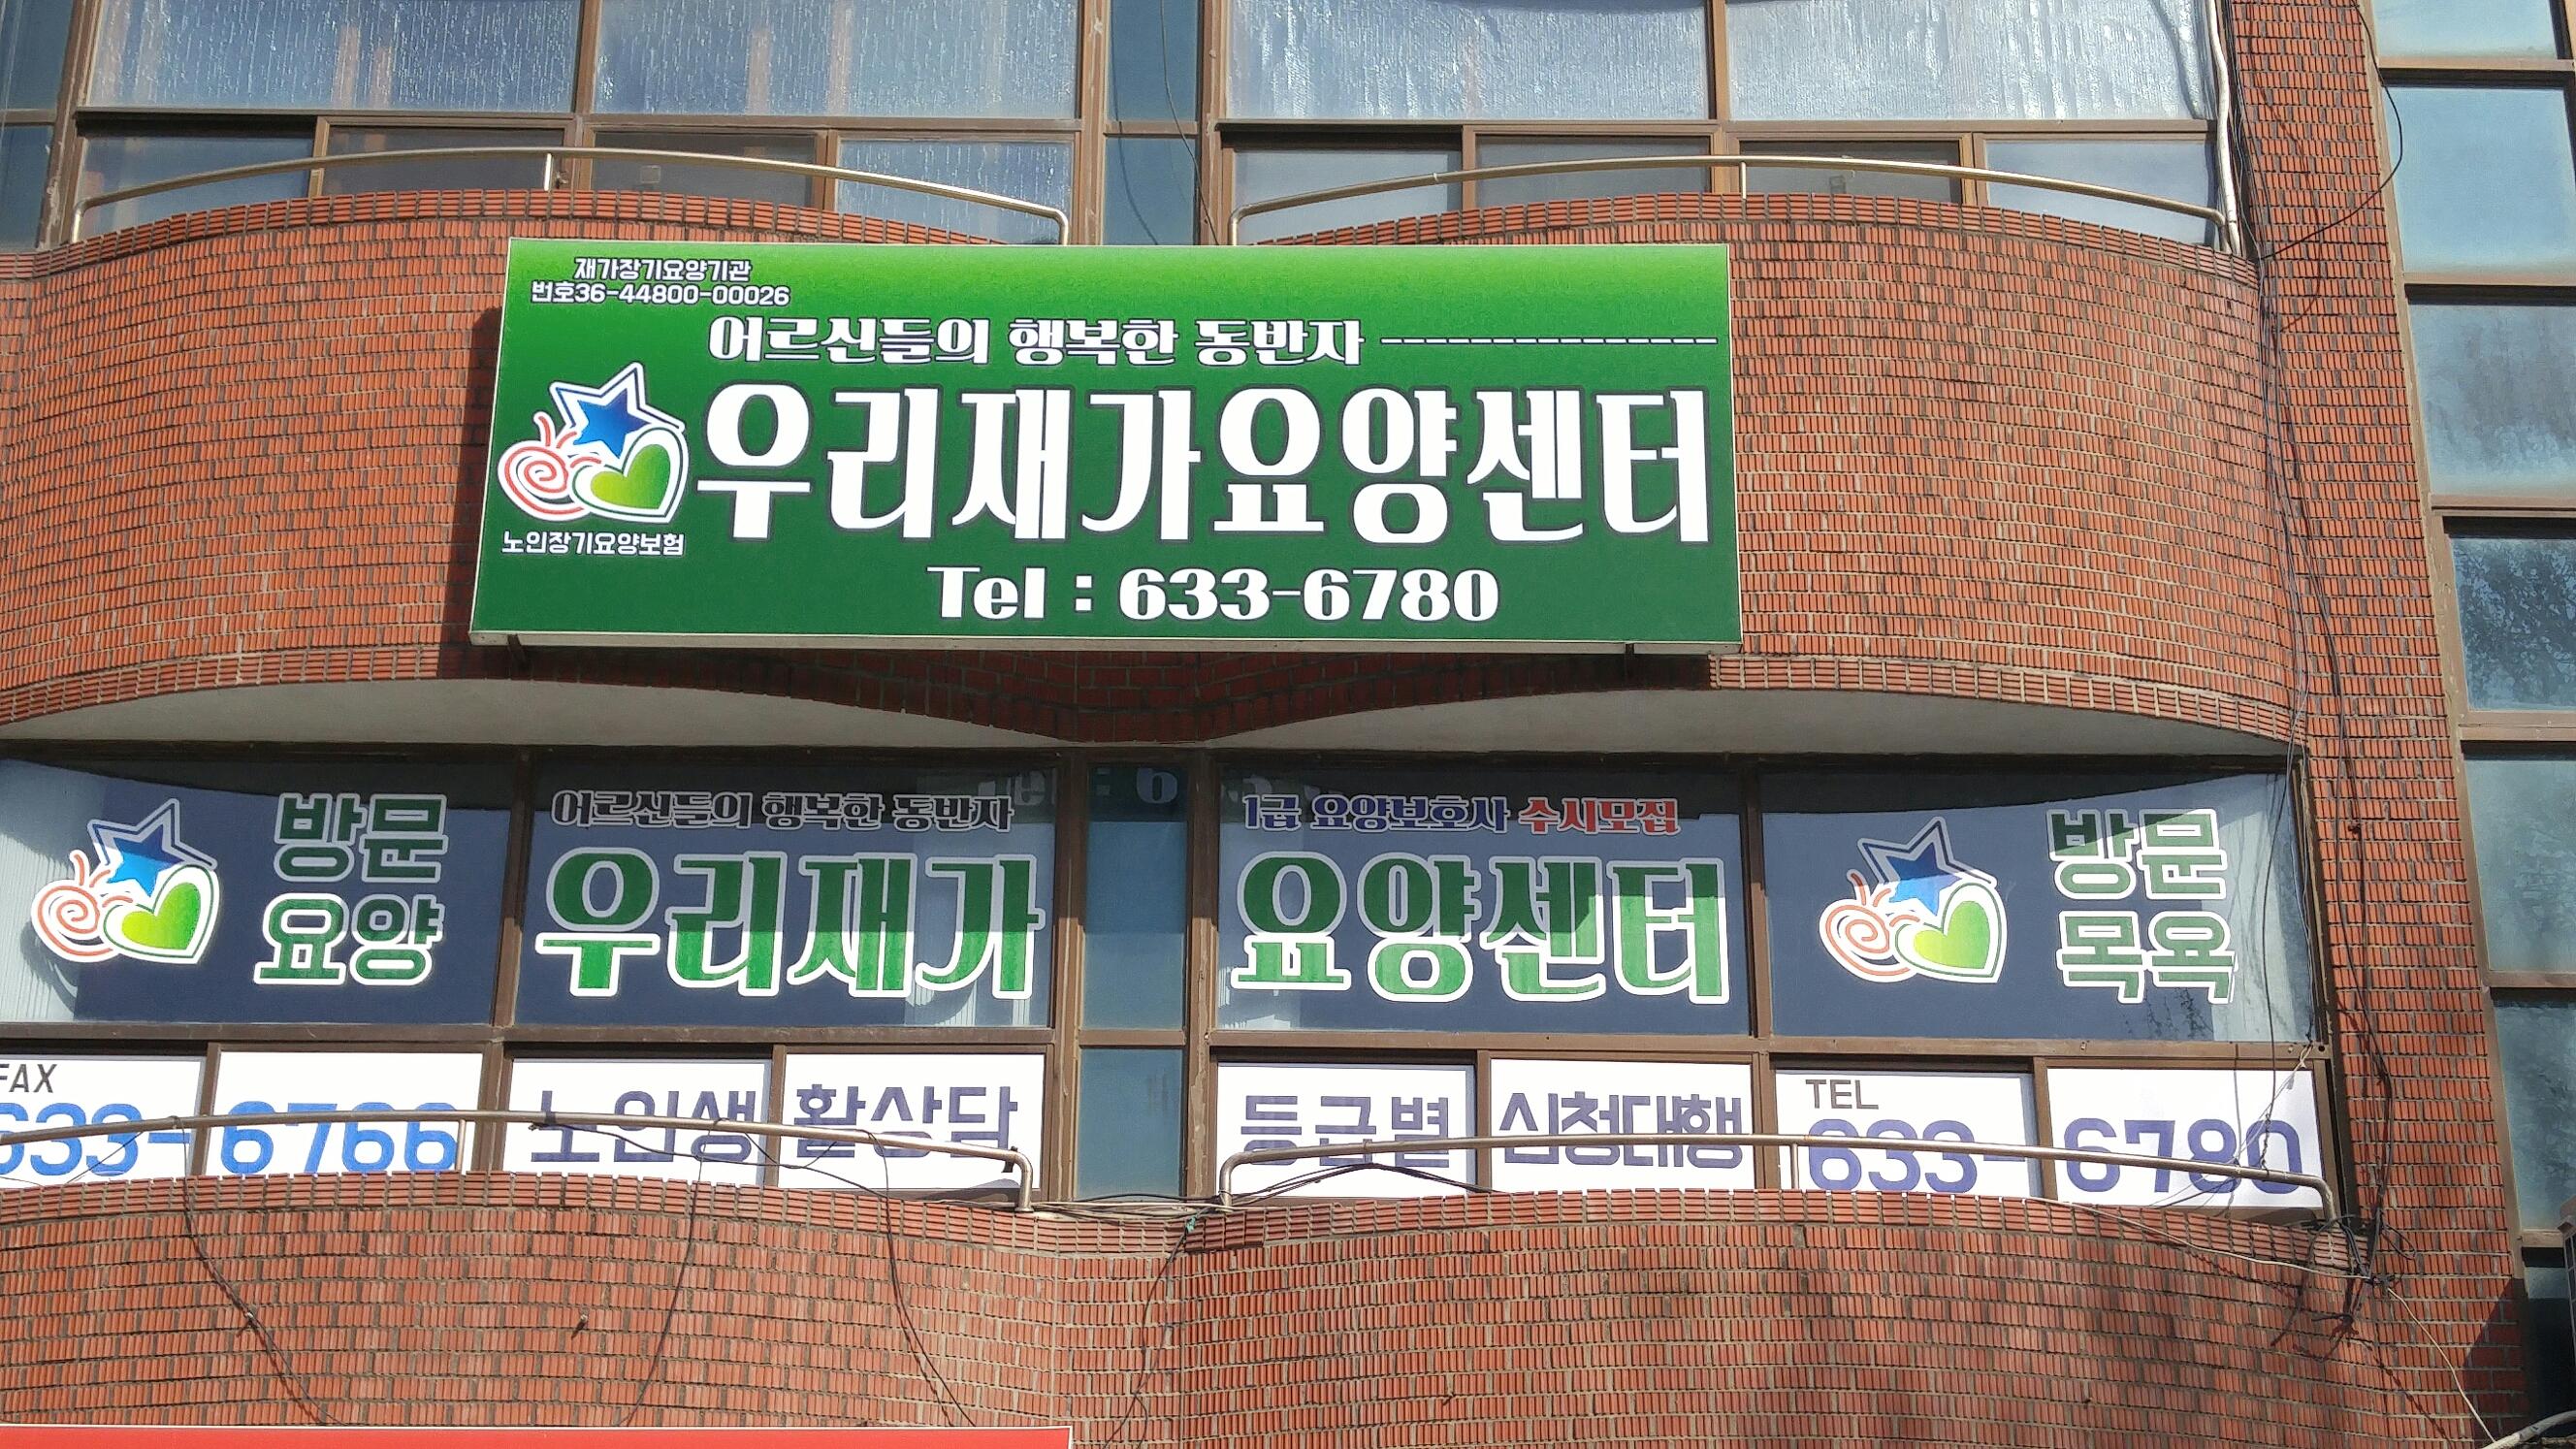 재가장기요양기관
번호36-44800-00026
어르신들의 행복한 동반자
우리재가요양센터
노인장기요양보험
Tel : 633-6780
방문
요양
어르신들의 행복한 동반자
우리재가
1급 요양보호사 수시모집
요양센터
방문
목욕
FAX
633-6766
노인생활상담
등급별 심청대행
TEL
633-6780